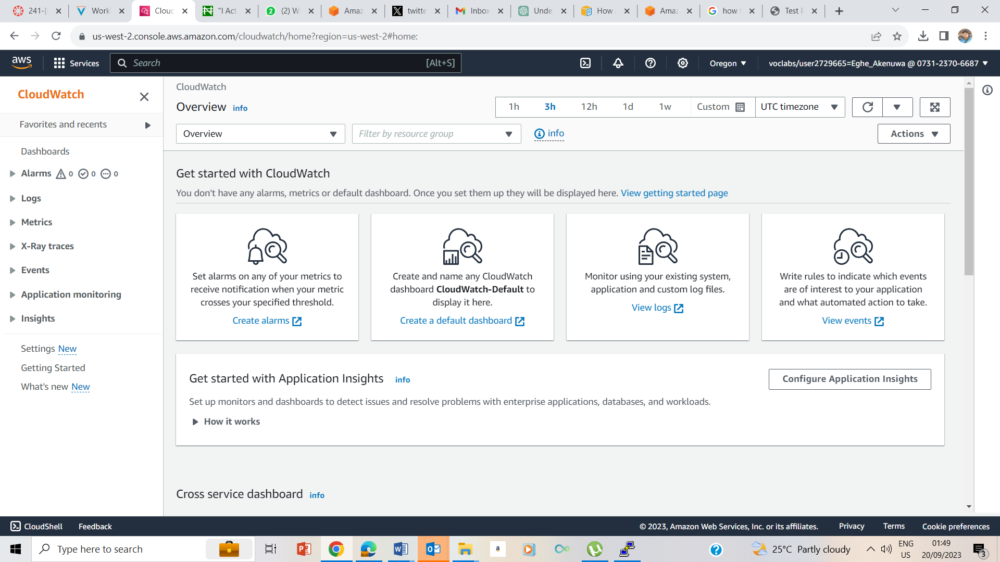 241-[
Work
Clouc
"I Act
(2) W
Amaz
twitte
Inbox
Unde
How
Amaz
how
Test P
us-west-2.console.aws.amazon.com/cloudwatch/home?region=us-west-2#home:
aws
Services
Search
[Alt+S]
Oregon
voclabs/user2729665=Eghe_Akenuwa @ 0731-2370-6687
CloudWatch
Favorites and recents
Dashboards
Alarms 0 0 0
Logs
Metrics
X-Ray traces
Events
Application monitoring
Insights
Settings New
Getting Started
What's new New
CloudWatch
Overview info
1h 3h 12h 1d 1w Custom
UTC timezone
Overview
Filter by resource group
info
Actions
Get started with CloudWatch
You don't have any alarms, metrics or default dashboard. Once you set them up they will be displayed here. View getting started page
Set alarms on any of your metrics to
receive notification when your metric
crosses your specified threshold.
Create alarms
Create and name any CloudWatch
dashboard CloudWatch-Default to
display it here.
Create a default dashboard
Monitor using your existing system,
application and custom log files.
View logs
Write rules to indicate which events
are of interest to your application
and what automated action to take.
View events
Get started with Application Insights info
Configure Application Insights
Set up monitors and dashboards to detect issues and resolve problems with enterprise applications, databases, and workloads.
How it works
Cross service dashboard info
CloudShell
Feedback
© 2023, Amazon Web Services, Inc. or its affiliates.
Privacy
Terms
Cookie preferences
Type here to search
25°C Partly cloudy
ENG
US
01:49
20/09/2023
3